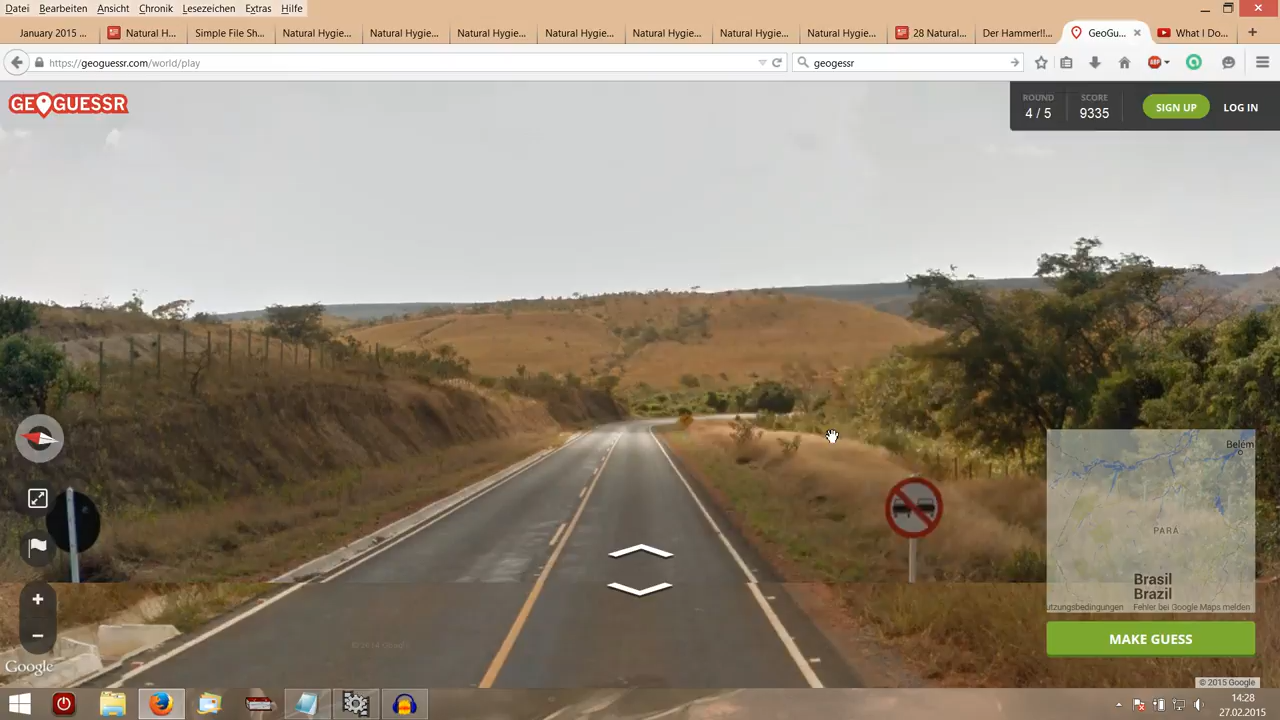 Datei Bearbeiten Ansicht Chronik Lesezeichen Extras Hilfe
January 2015 ... Natural H... Simple File Sh... Natural Hygie... Natural Hygie... Natural Hygie... Natural Hygie... Natural Hygie... Natural Hygie... Natural Hygie... 28 Natural... Der Hammer!!... GeoGu... What I Do...
https://geoguessr.com/world/play geogessr
GEOGUESSR
ROUND SCORE
4 / 5 9335 SIGN UP LOG IN
Belém
PARÁ
Brasil
Brazil
utzungsbedingungen Fehler bei Google Maps melden
MAKE GUESS
Google
© 2015 Google
14:28
27.02.2015